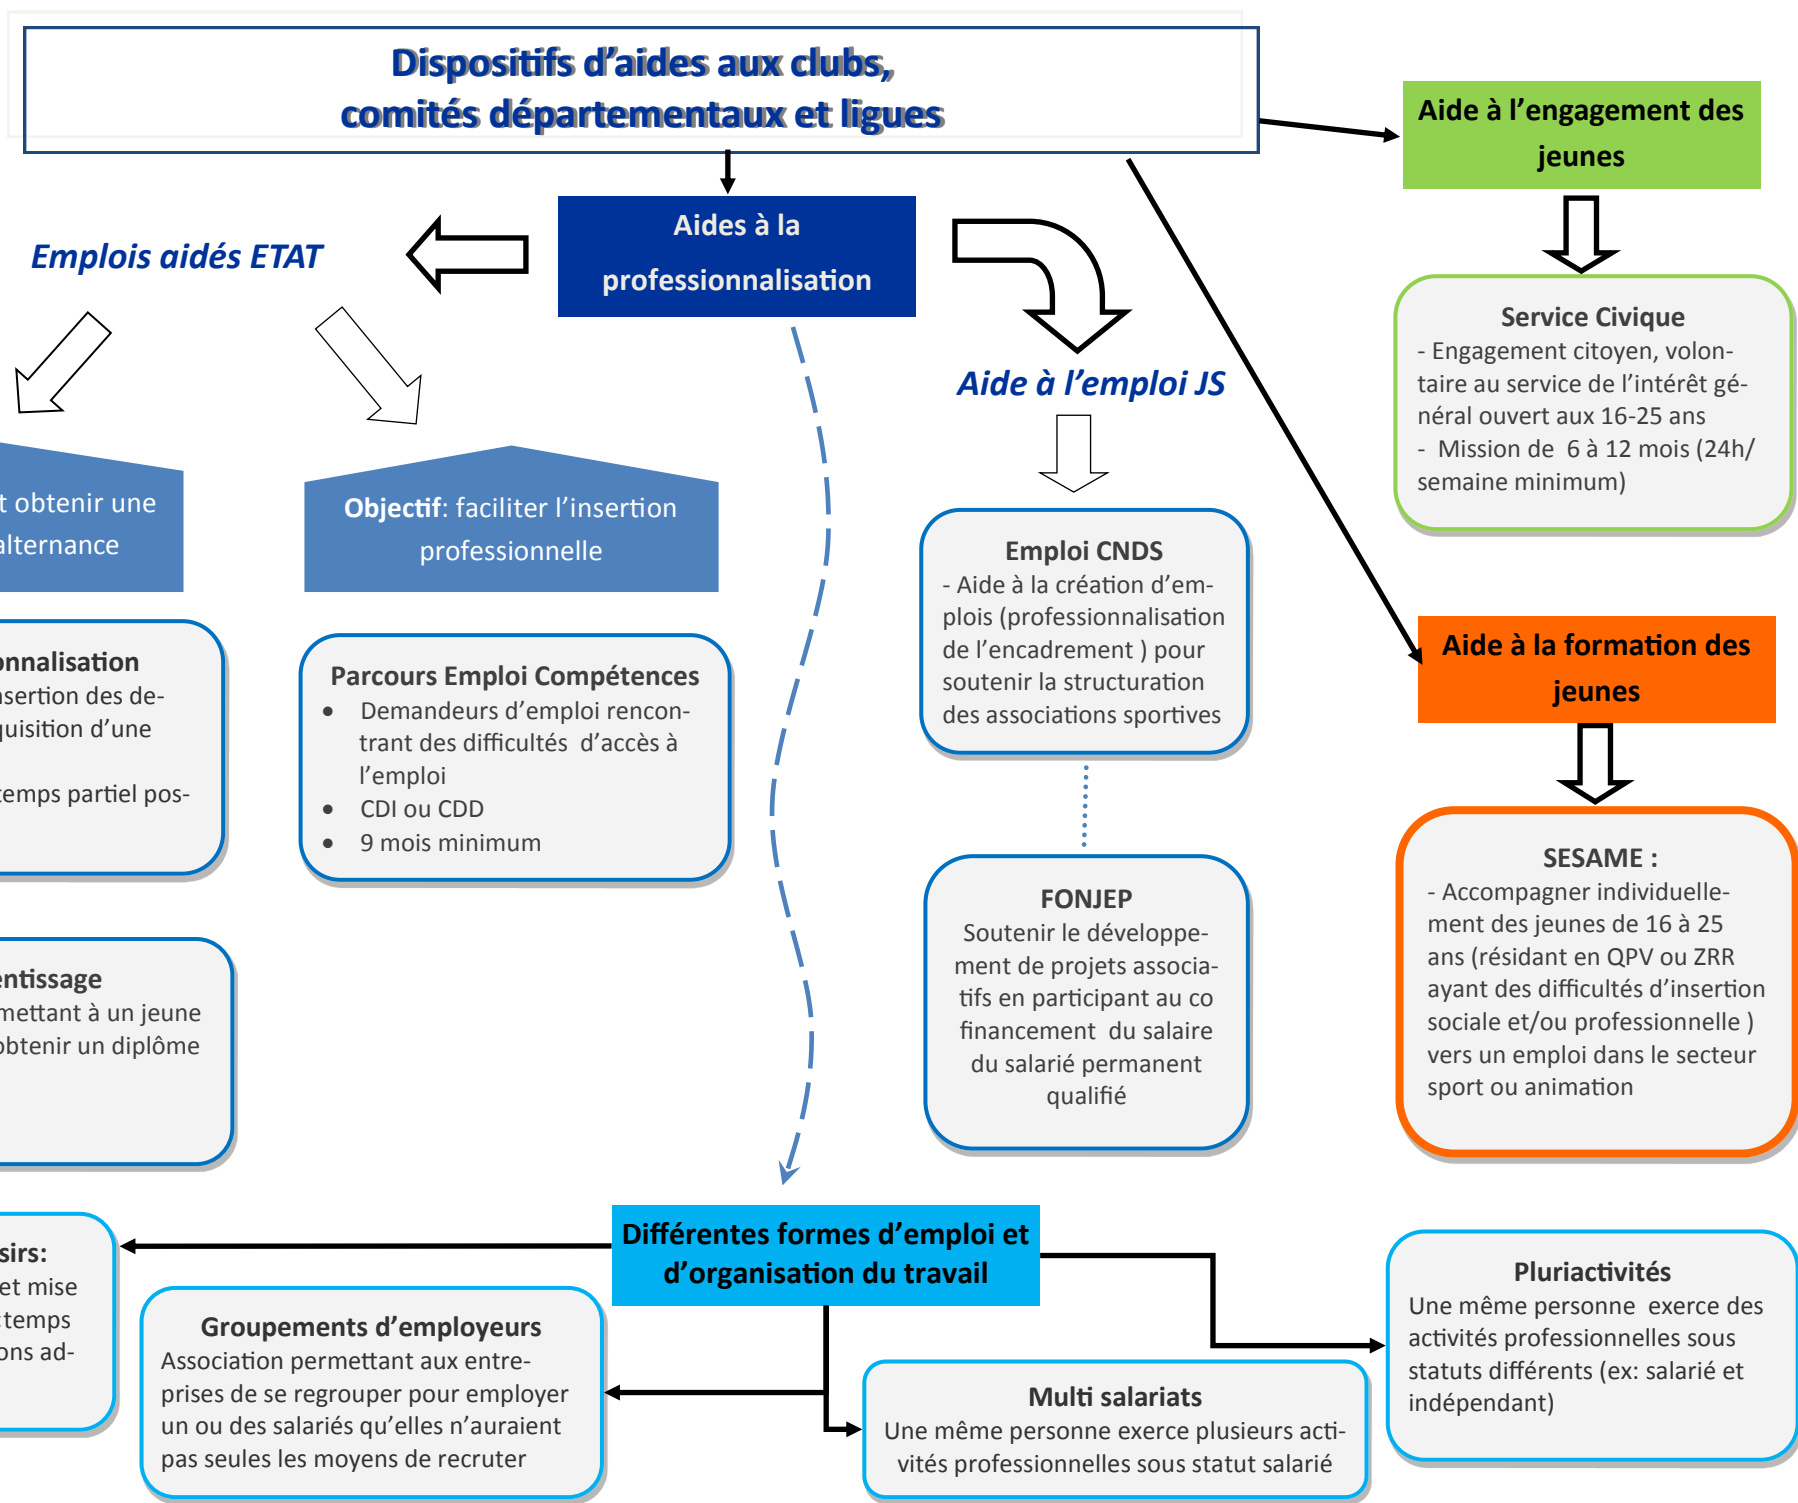 Dispositifs d'aides aux clubs,
comités départementaux et ligues
Aide à l'engagement des
jeunes
Aides à la
professionnalisation
Emplois aidés ETAT
Service Civique
- Engagement citoyen, volon-
taire au service de l'intérêt gé-
néral ouvert aux 16-25 ans
- Mission de 6 à 12 mois (24h/
semaine minimum)
Aide à l'emploi JS
t obtenir une
alternance
Objectif: faciliter l'insertion
professionnelle
Emploi CNDS
- Aide à la création d'em-
plois (professionnalisation
de l'encadrement ) pour
soutenir la structuration
des associations sportives
Aide à la formation des
jeunes
onnalisation
nsertion des de-
quisition d'une
temps partiel pos-
Parcours Emploi Compétences
• Demandeurs d'emploi rencon-
trant des difficultés d'accès à
l'emploi
• CDI ou CDD
• 9 mois minimum
SESAME :
- Accompagner individuelle-
ment des jeunes de 16 à 25
ans (résidant en QPV ou ZRR
ayant des difficultés d'insertion
sociale et/ou professionnelle )
vers un emploi dans le secteur
sport ou animation
FONJEP
Soutenir le développe-
ment de projets associa-
tifs en participant au co
financement du salaire
du salarié permanent
qualifié
entissage
mettant à un jeune
obtenir un diplôme
Différentes formes d'emploi et
d'organisation du travail
sirs:
et mise
temps
ons ad-
Groupements d'employeurs
Association permettant aux entre-
prises de se regrouper pour employer
un ou des salariés qu'elles n'auraient
pas seules les moyens de recruter
Multi salariats
Une même personne exerce plusieurs acti-
vités professionnelles sous statut salarié
Pluriactivités
Une même personne exerce des
activités professionnelles sous
statuts différents (ex: salarié et
indépendant)